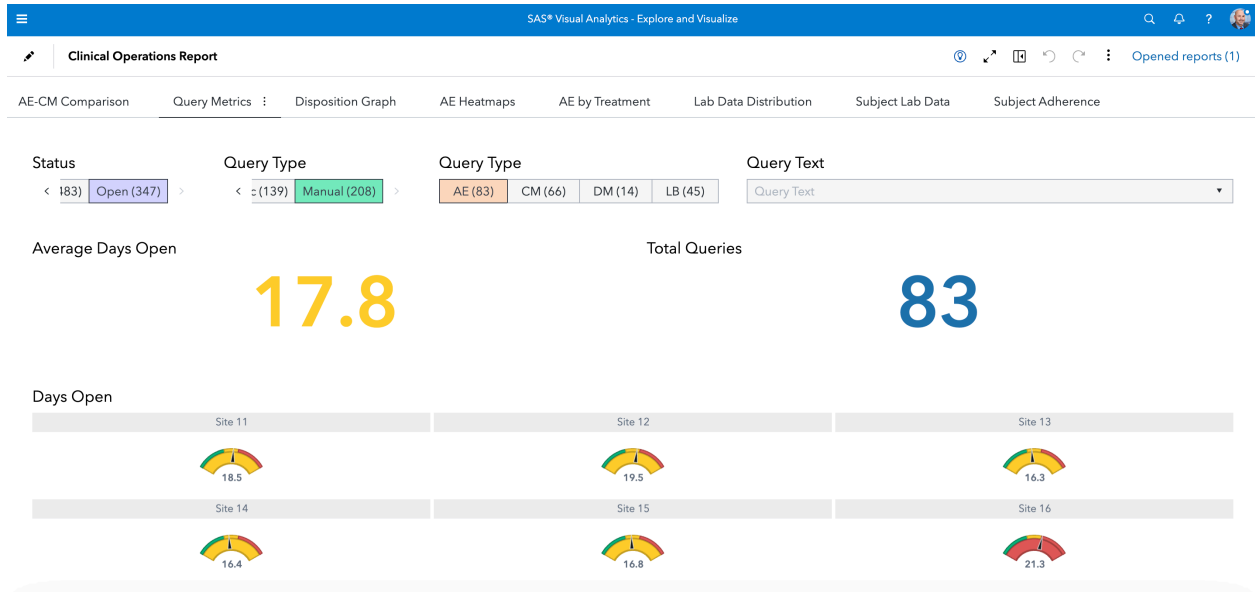 SAS® Visual Analytics - Explore and Visualize
?
Clinical Operations Report
Opened reports (1)
AE-CM Comparison Query Metrics Disposition Graph AE Heatmaps AE by Treatment Lab Data Distribution Subject Lab Data Subject Adherence
Status Query Type Query Type Query Text
483) Open (347) c (139) Manual (208) AE (83) CM (66) DM (14) LB (45) Query Text
Average Days Open Total Queries
17.8 83
Days Open
Site 11 Site 12 Site 13
18.5 19.5 16.3
Site 14 Site 15 Site 16
16.4 16.8 21.3